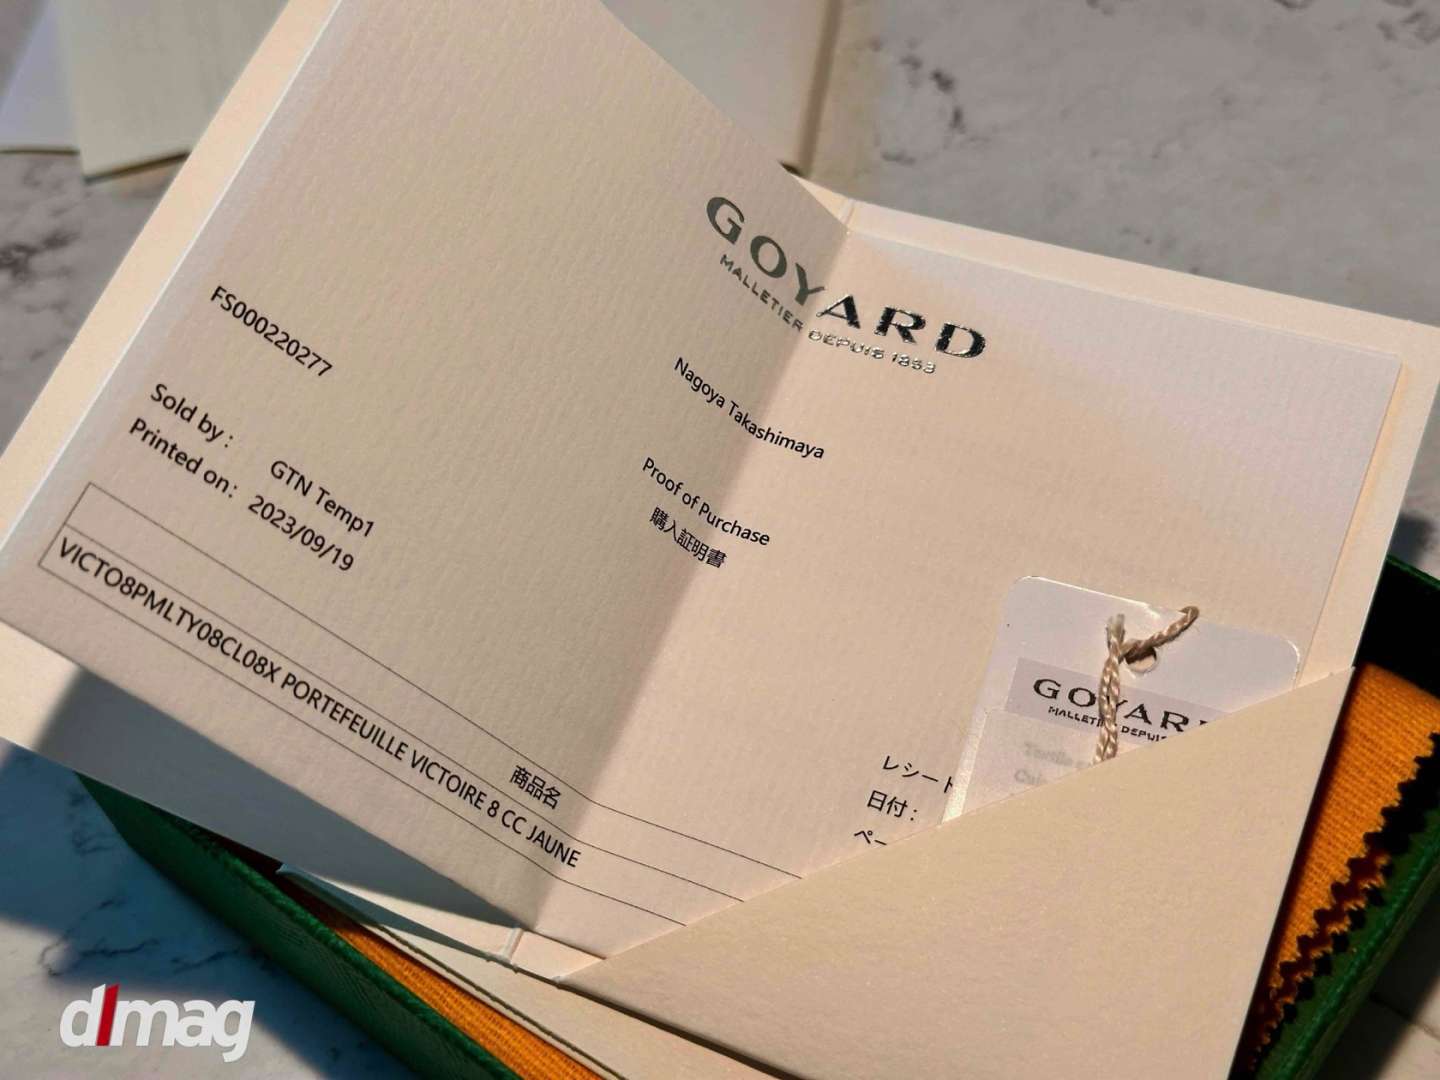 GOYARD
MALLETIER DEPUIS 1853
FS000220277
Nagoya Takashimaya
Sold by : GTN Temp1
Printed on: 2023/09/19
Proof of Purchase
購入証明書
商品名
VICTO8PMLTY08CL08X PORTEFEUILLE VICTOIRE 8 CC JAUNE
レシート
日付 :
ペー
GOYARD
MALLETIER DEPUIS
dmag